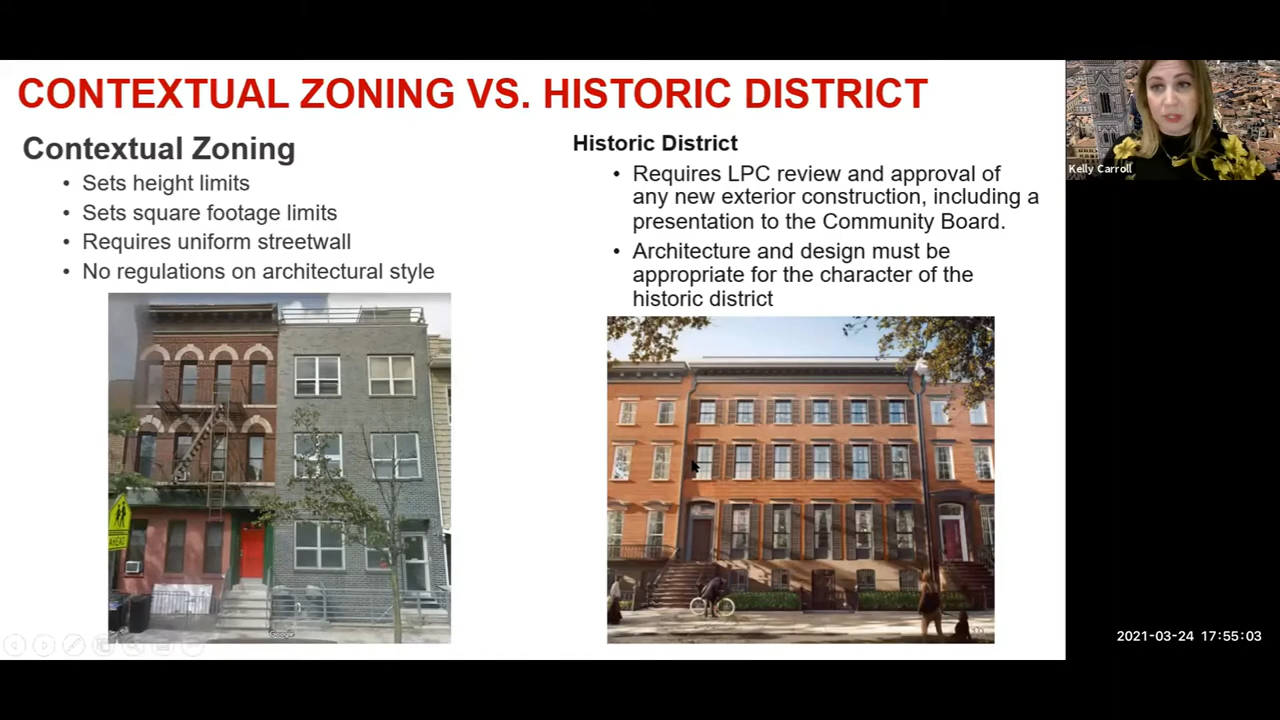 CONTEXTUAL ZONING VS. HISTORIC DISTRICT
Contextual Zoning
• Sets height limits
• Sets square footage limits
• Requires uniform streetwall
• No regulations on architectural style
AHEAD
Google
Historic District
• Requires LPC review and approval of
any new exterior construction, including a
presentation to the Community Board.
• Architecture and design must be
appropriate for the character of the
historic district
Kelly Carroll
2021-03-24 17:55:03